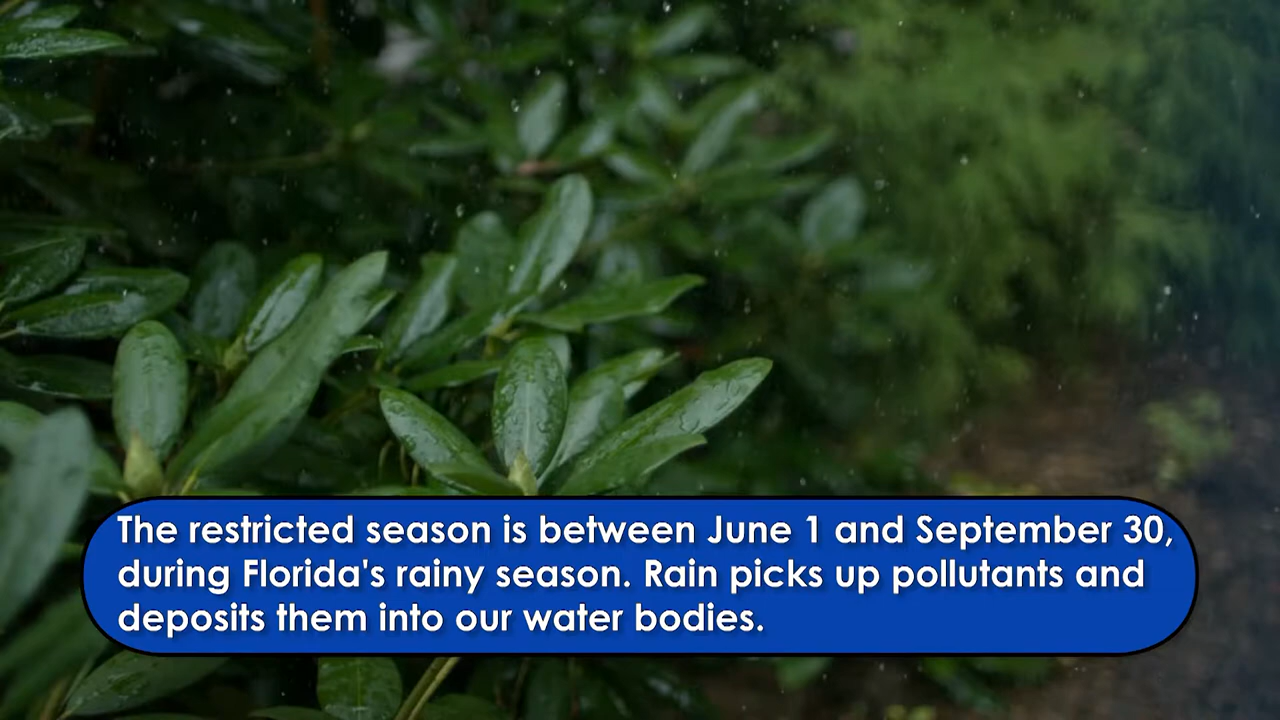 The restricted season is between June 1 and September 30,
during Florida's rainy season. Rain picks up pollutants and
deposits them into our water bodies.